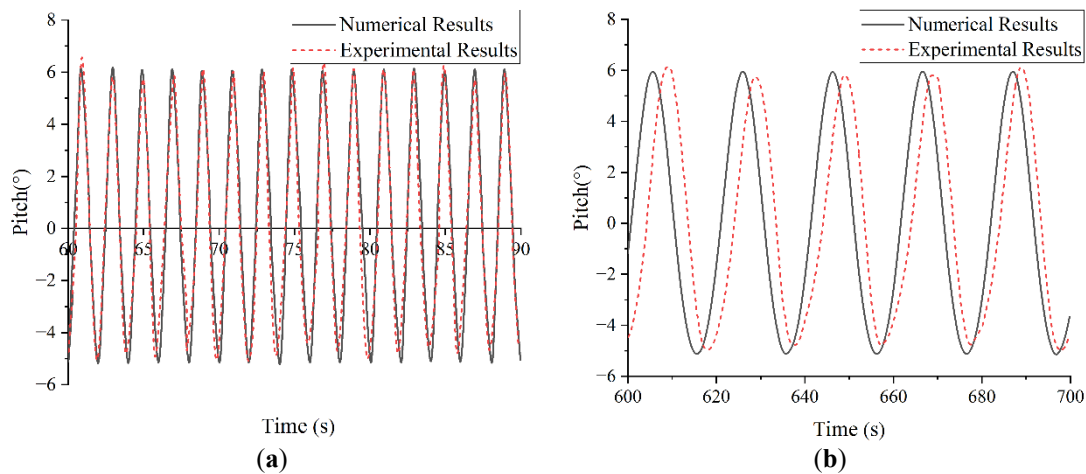 8
6
4
2
0
−2
−4
−6
Pitch(°)
60 65 70 75 80 85 90
Time (s)
Numerical Results
Experimental Results
(a)
8
6
4
2
0
−2
−4
−6
Pitch(°)
600 620 640 660 680 700
Time (s)
Numerical Results
Experimental Results
(b)